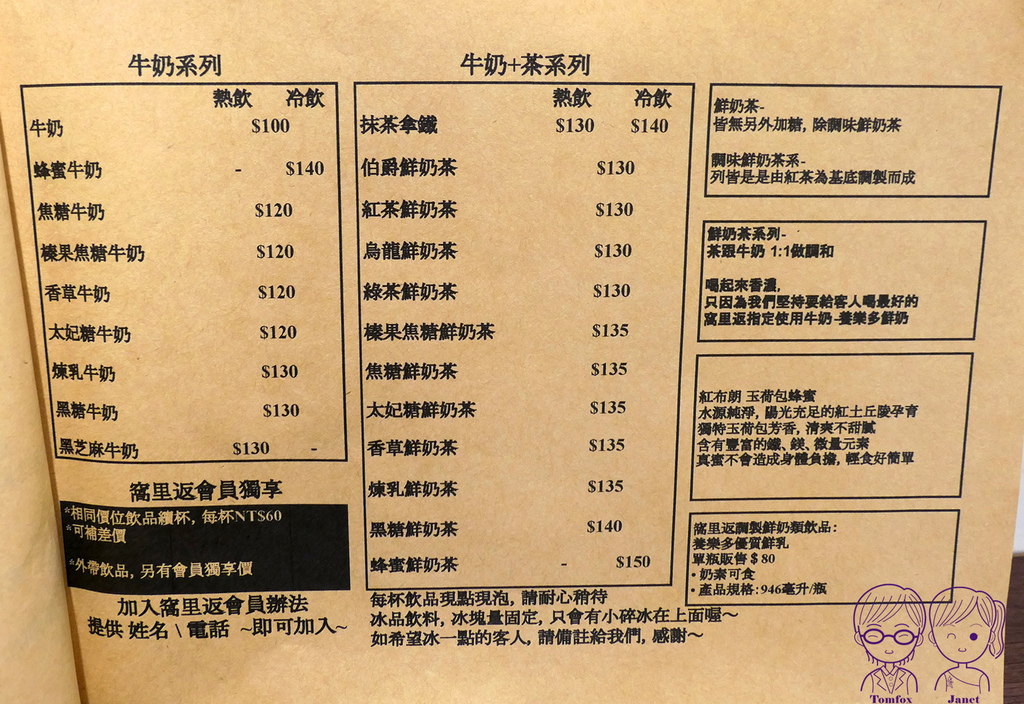 牛奶系列
熱飲 冷飲
牛奶 $100
蜂蜜牛奶 - $140
焦糖牛奶 $120
榛果焦糖牛奶 $120
香草牛奶 $120
太妃糖牛奶 $120
煉乳牛奶 $130
黑糖牛奶 $130
黑芝麻牛奶 $130 -
窩里返會員獨享
*相同價位飲品續杯, 每杯NT$60
*可補差價
*外帶飲品, 另有會員獨享價
加入窩里返會員辦法
提供 姓名 \ 電話 ~即可加入~
牛奶+茶系列
熱飲 冷飲
抹茶拿鐵 $130 $140
伯爵鮮奶茶 $130
紅茶鮮奶茶 $130
烏龍鮮奶茶 $130
綠茶鮮奶茶 $130
榛果焦糖鮮奶茶 $135
焦糖鮮奶茶 $135
太妃糖鮮奶茶 $135
香草鮮奶茶 $135
煉乳鮮奶茶 $135
黑糖鮮奶茶 $140
蜂蜜鮮奶茶 - $150
每杯飲品現點現泡, 請耐心稍待
冰品飲料, 冰塊量固定, 只會有小碎冰在上面喔~
如希望冰一點的客人, 請備註給我們, 感謝~
鮮奶茶-
皆無另外加糖, 除調味鮮奶茶
調味鮮奶茶系-
列皆是是由紅茶為基底調製而成
鮮奶茶系列-
茶跟牛奶 1:1做調和
喝起來香濃,
只因為我們堅持要給客人喝最好的
窩里返指定使用牛奶-養樂多鮮奶
紅布朗 玉荷包蜂蜜
水源純淨, 陽光充足的紅土丘陵孕育
獨特玉荷包芳香, 清爽不甜膩
含有豐富的鐵、鎂、微量元素
真蜜不會造成身體負擔, 輕食好簡單
窩里返調製鮮奶類飲品:
養樂多優質鮮乳
單瓶販售 $ 80
• 奶素可食
• 產品規格:946毫升/瓶
Tomfox Janet